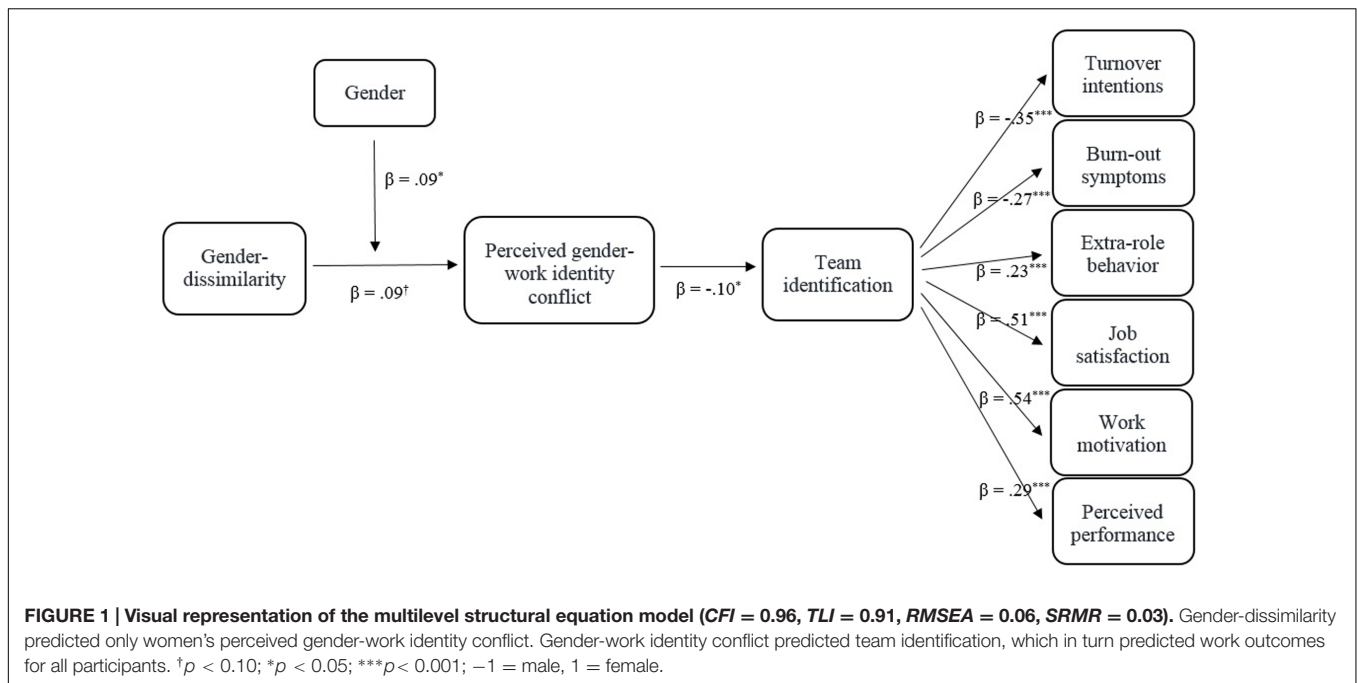 Gender
β = .09*
Gender-
dissimilarity
β = .09†
Perceived gender-
work identity
conflict
β = -.10*
Team
identification
β = -.35***
Turnover
intentions
β = -.27***
Burn-out
symptoms
β = .23***
Extra-role
behavior
β = .51***
Job
satisfaction
β = .54***
Work
motivation
β = .29***
Perceived
performance
FIGURE 1 | Visual representation of the multilevel structural equation model (CFI = 0.96, TLI = 0.91, RMSEA = 0.06, SRMR = 0.03). Gender-dissimilarity
predicted only women's perceived gender-work identity conflict. Gender-work identity conflict predicted team identification, which in turn predicted work outcomes
for all participants. †p < 0.10; *p < 0.05; ***p< 0.001; −1 = male, 1 = female.